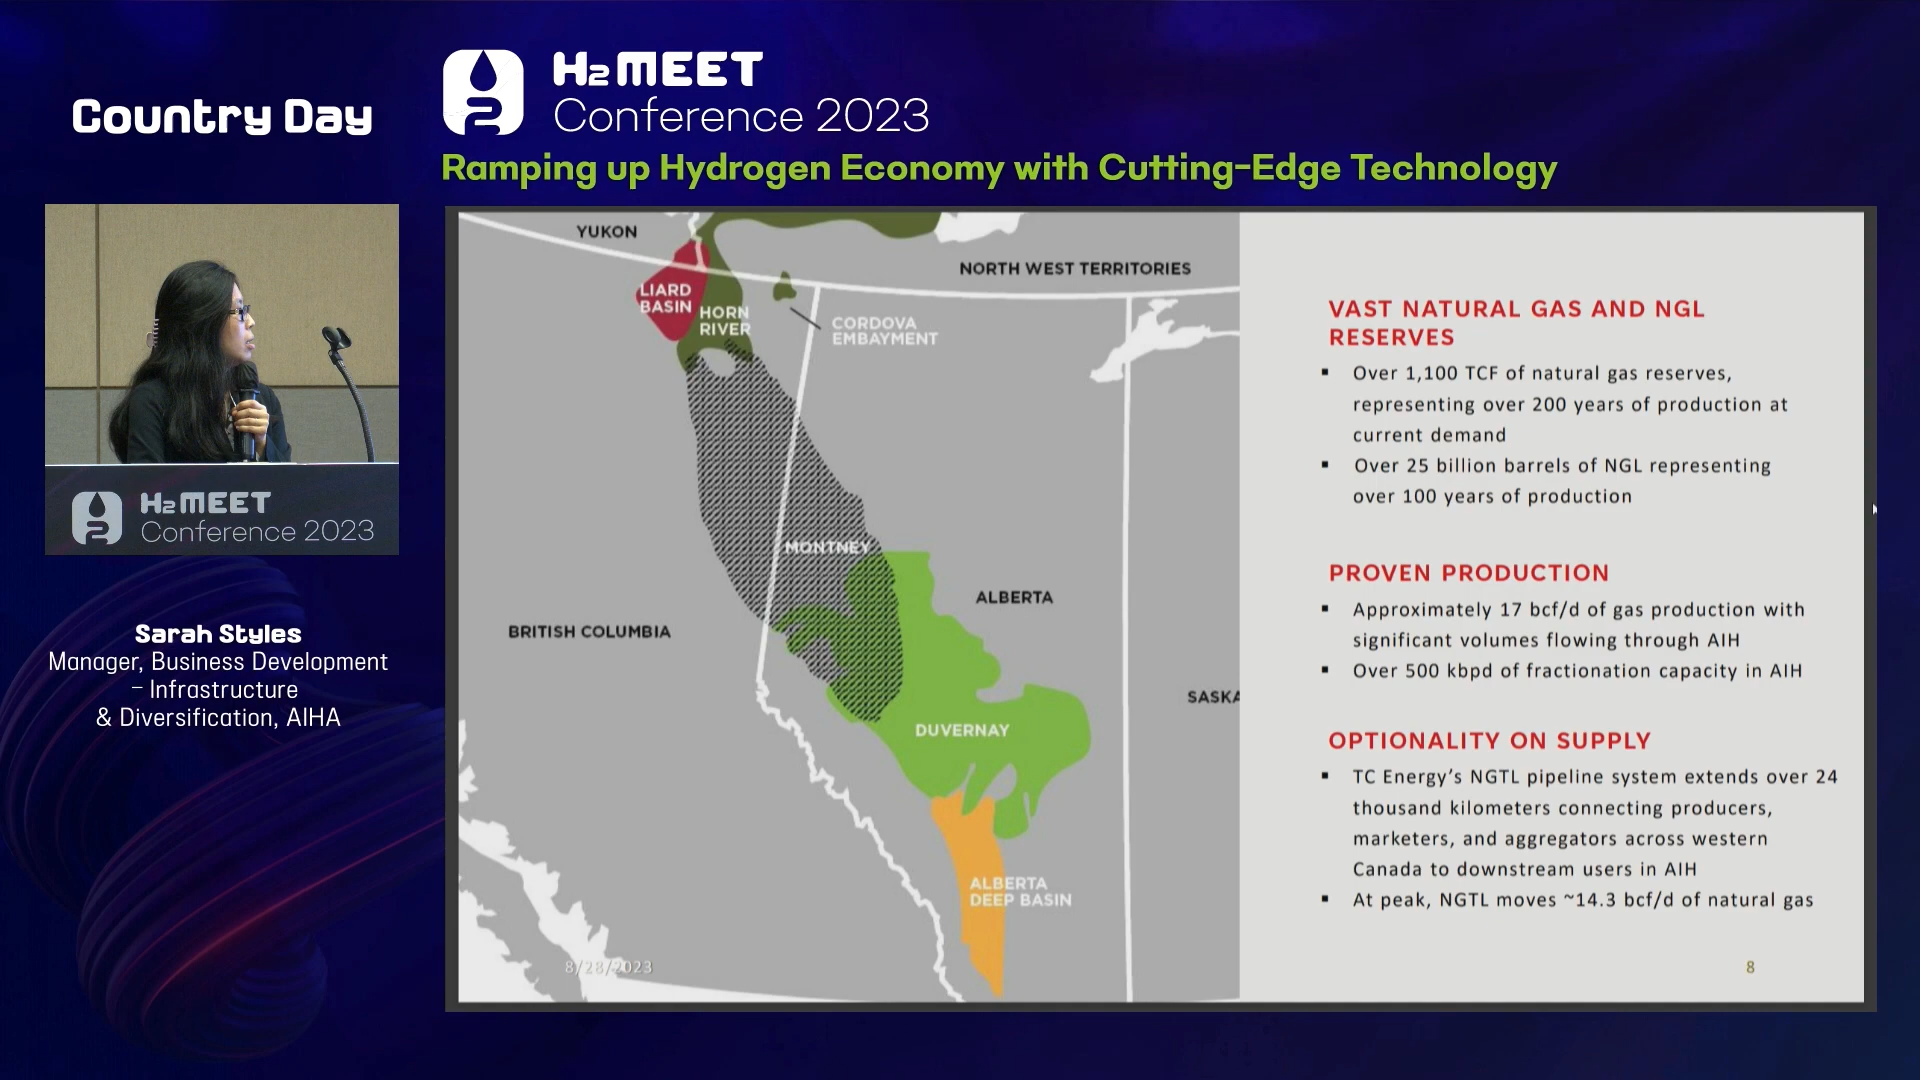 Country Day
H2 MEET
Conference 2023
Ramping up Hydrogen Economy with Cutting-Edge Technology
H2 MEET
Conference 2023
Sarah Styles
Manager, Business Development
– Infrastructure
& Diversification, AIHA
YUKON
NORTH WEST TERRITORIES
LIARD
BASIN
HORN
RIVER
CORDOVA
EMBAYMENT
MONTNEY
ALBERTA
BRITISH COLUMBIA
SASKA
DUVERNAY
ALBERTA
DEEP BASIN
8/28/2023
VAST NATURAL GAS AND NGL
RESERVES
▪ Over 1,100 TCF of natural gas reserves,
representing over 200 years of production at
current demand
▪ Over 25 billion barrels of NGL representing
over 100 years of production
PROVEN PRODUCTION
▪ Approximately 17 bcf/d of gas production with
significant volumes flowing through AIH
▪ Over 500 kbpd of fractionation capacity in AIH
OPTIONALITY ON SUPPLY
▪ TC Energy’s NGTL pipeline system extends over 24
thousand kilometers connecting producers,
marketers, and aggregators across western
Canada to downstream users in AIH
▪ At peak, NGTL moves ~14.3 bcf/d of natural gas
8